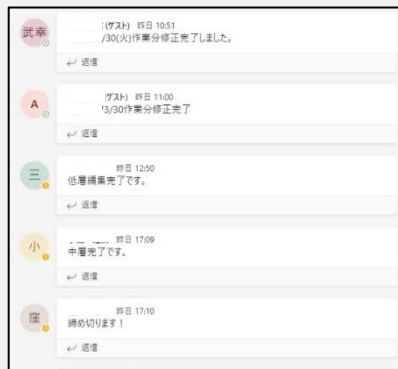 武幸
(ゲスト) 昨日 10:51
/30(火)作業分修正完了しました。
返信
A
ゲスト) 昨日 11:00
3/30作業分修正完了
返信
三
昨日 12:50
低層編集完了です。
返信
小
昨日 17:09
中層完了です。
返信
窪
昨日 17:10
締め切ります！
返信